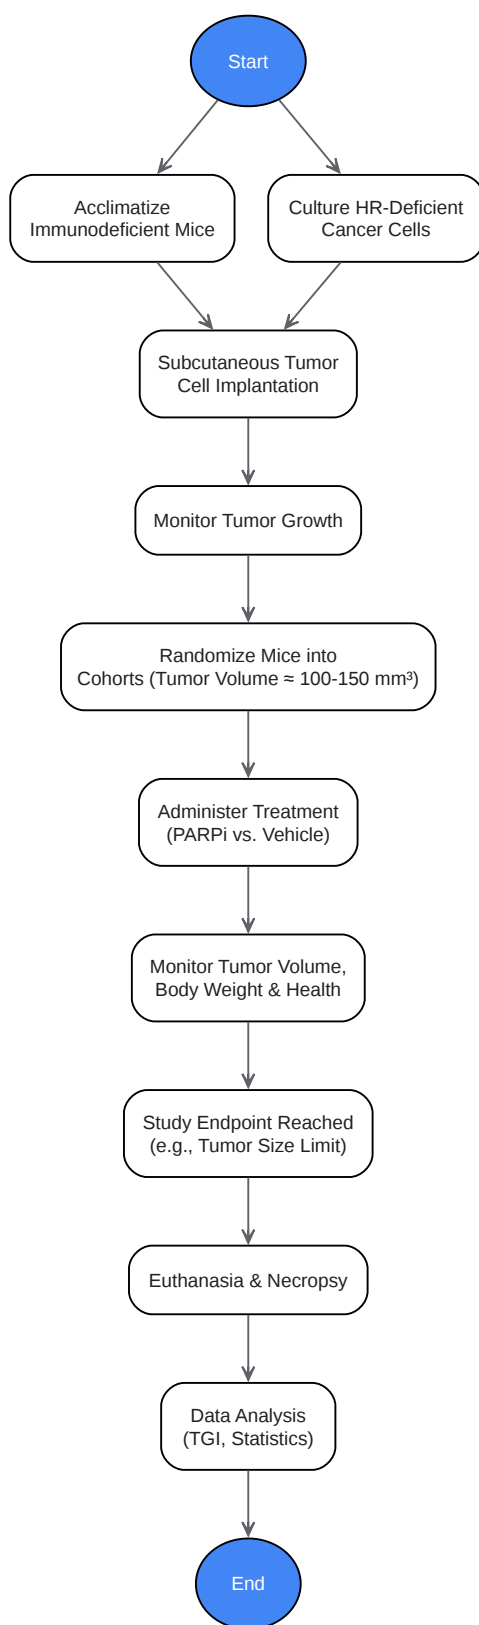 Start
Acclimatize
Immunodeficient Mice
Culture HR-Deficient
Cancer Cells
Subcutaneous Tumor
Cell Implantation
Monitor Tumor Growth
Randomize Mice into
Cohorts (Tumor Volume ≈ 100-150 mm³)
Administer Treatment
(PARPi vs. Vehicle)
Monitor Tumor Volume,
Body Weight & Health
Study Endpoint Reached
(e.g., Tumor Size Limit)
Euthanasia & Necropsy
Data Analysis
(TGI, Statistics)
End